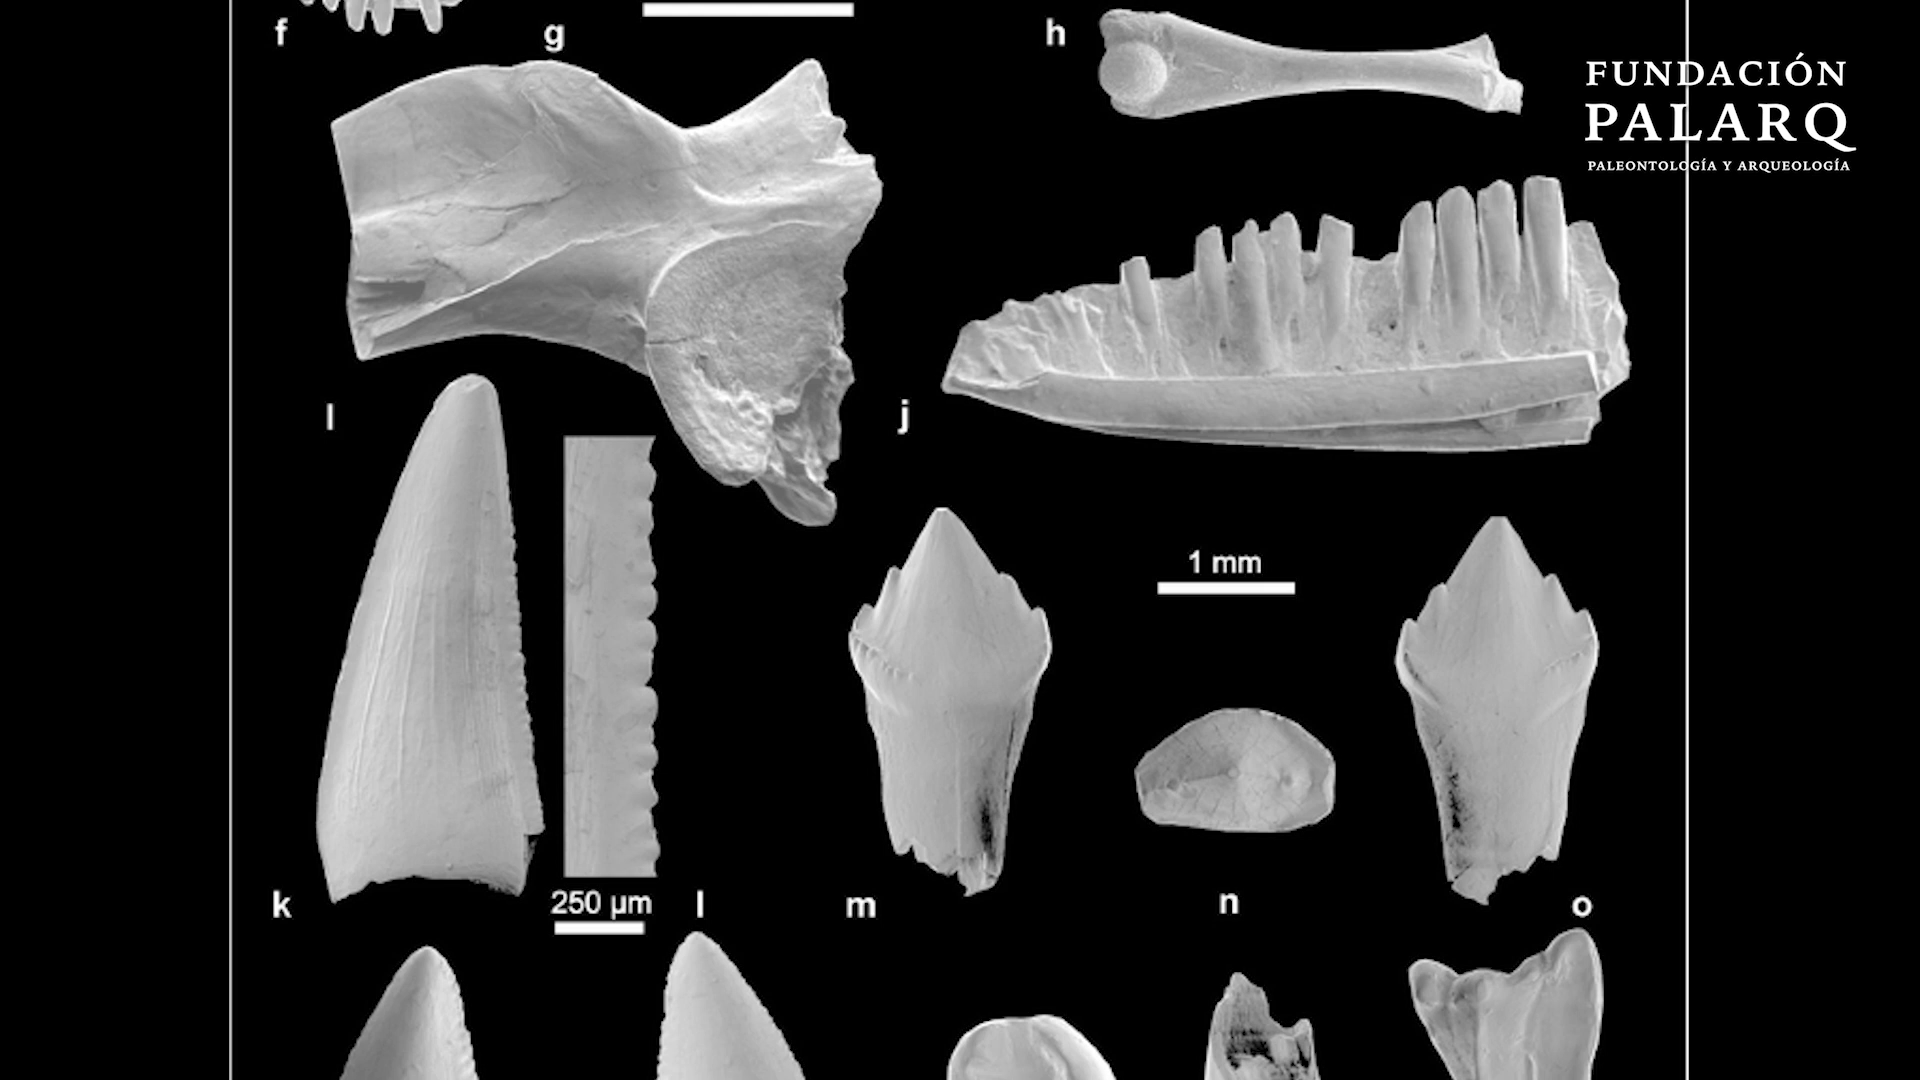 f
g
h
FUNDACIÓN
PALARQ
PALEONTOLOGÍA Y ARQUEOLOGÍA
l
j
1 mm
k
250 µm
l
m
n
o